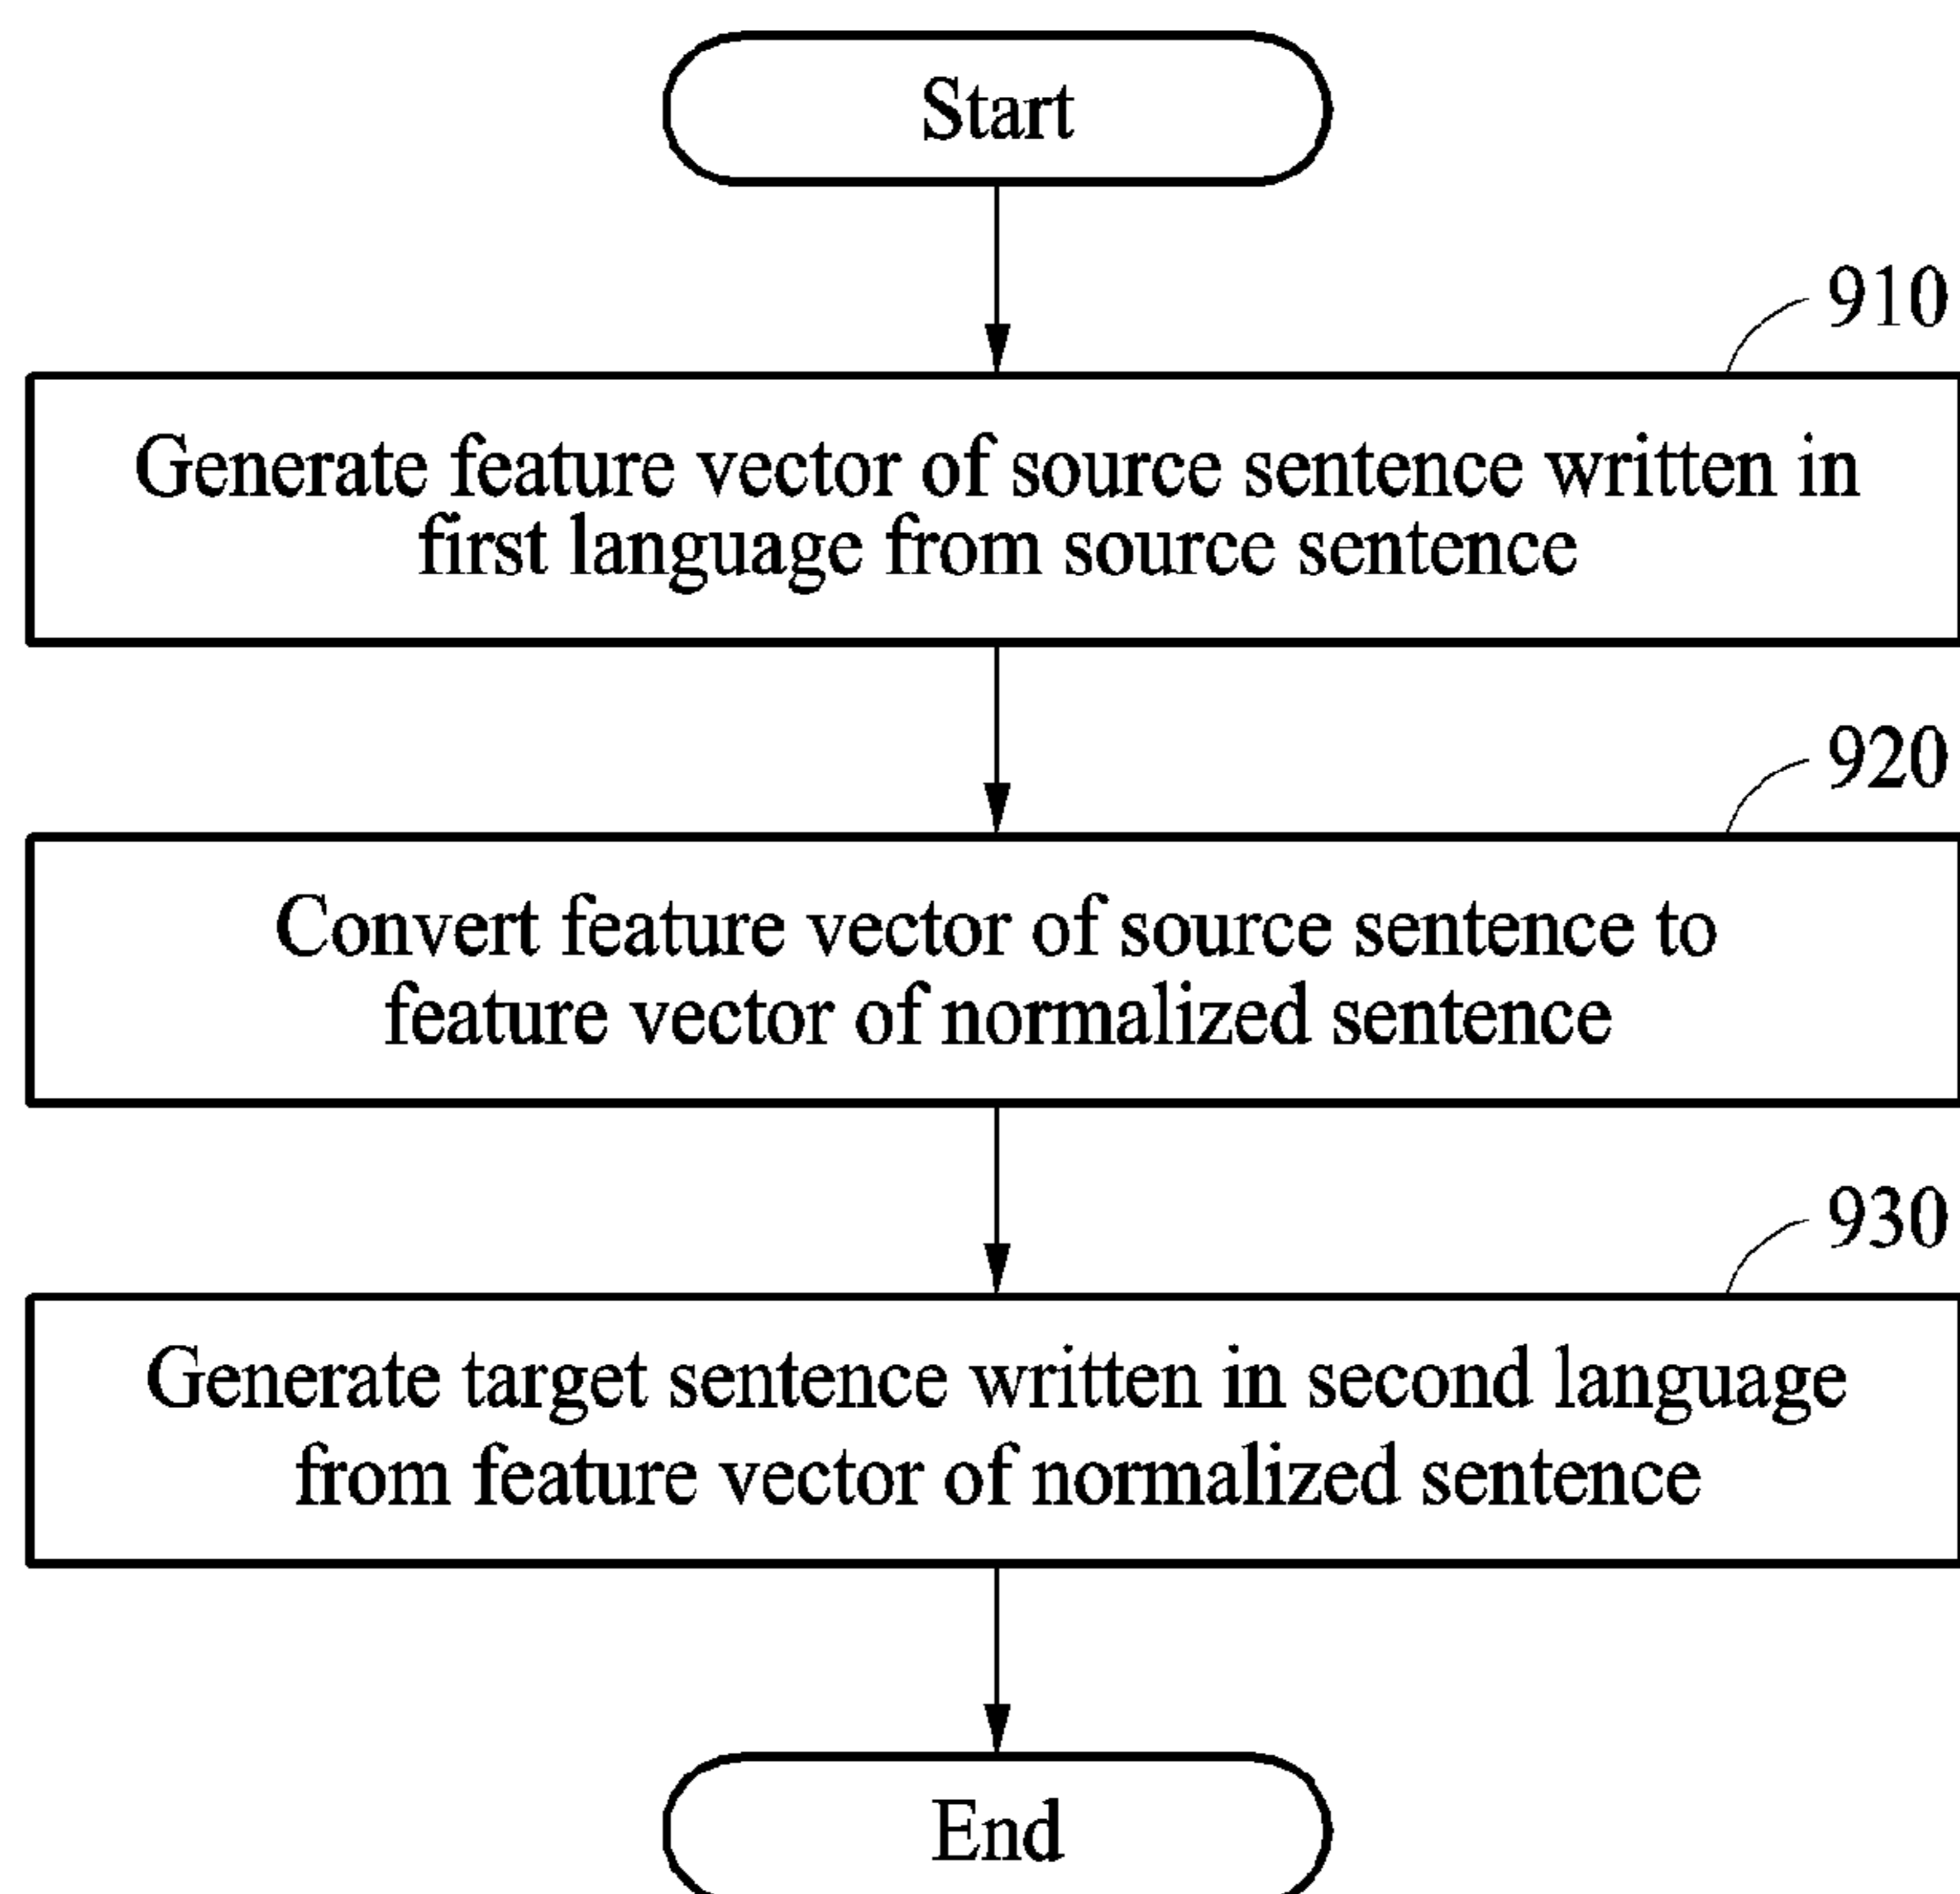 Start
910
Generate feature vector of source sentence written in
first language from source sentence
920
Convert feature vector of source sentence to
feature vector of normalized sentence
930
Generate target sentence written in second language
from feature vector of normalized sentence
End